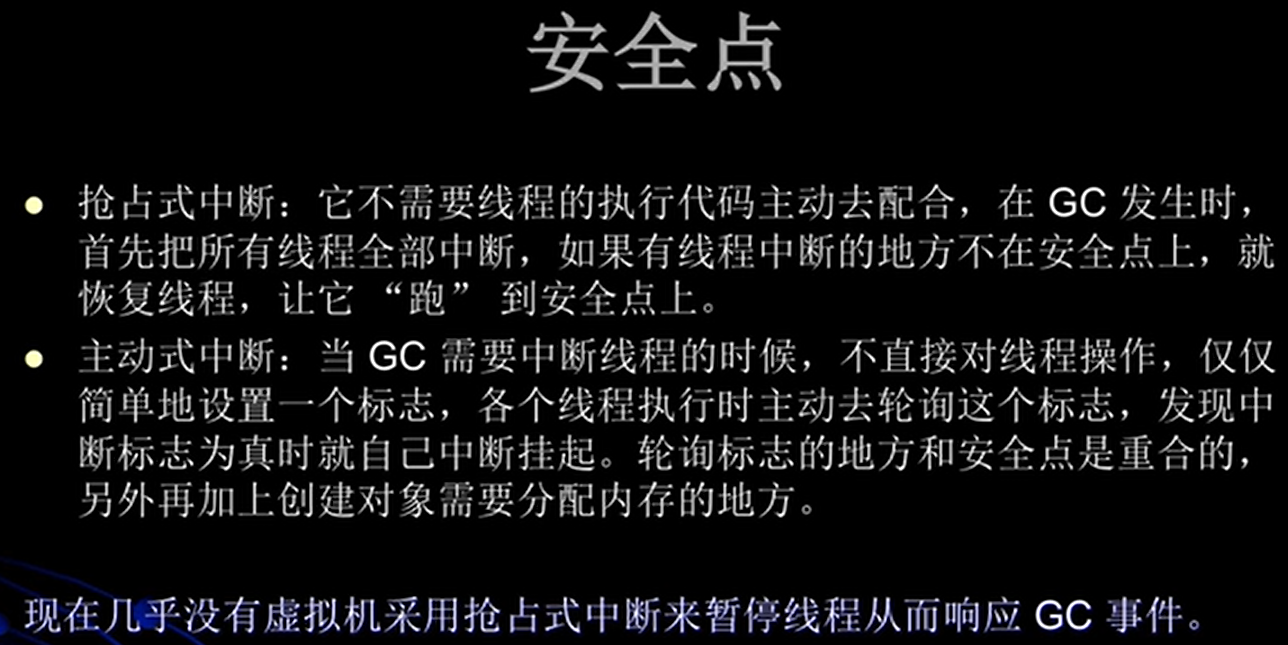 安全点
抢占式中断：它不需要线程的执行代码主动去配合，在 GC 发生时，
首先把所有线程全部中断，如果有线程中断的地方不在安全点上，就
恢复线程，让它 “跑” 到安全点上。
主动式中断：当 GC 需要中断线程的时候，不直接对线程操作，仅仅
简单地设置一个标志，各个线程执行时主动去轮询这个标志，发现中
断标志为真时就自己中断挂起。轮询标志的地方和安全点是重合的，
另外再加上创建对象需要分配内存的地方。
现在几乎没有虚拟机采用抢占式中断来暂停线程从而响应 GC 事件。